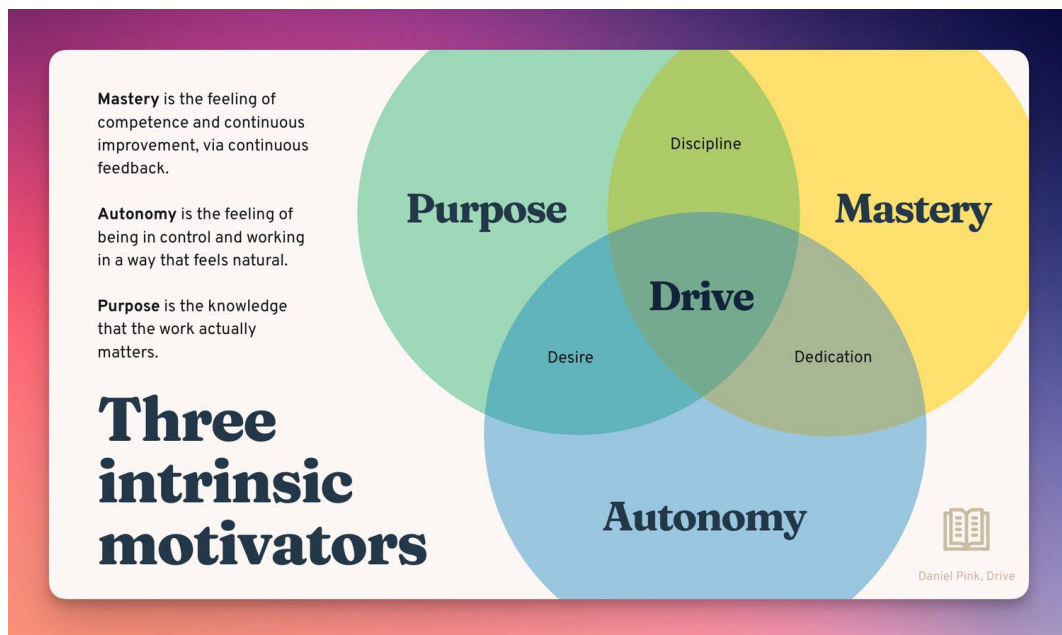 Mastery is the feeling of
competence and continuous
improvement, via continuous
feedback.
Autonomy is the feeling of
being in control and working
in a way that feels natural.
Purpose is the knowledge
that the work actually
matters.
Three
intrinsic
motivators
Discipline
Purpose
Mastery
Drive
Desire
Dedication
Autonomy
Daniel Pink, Drive